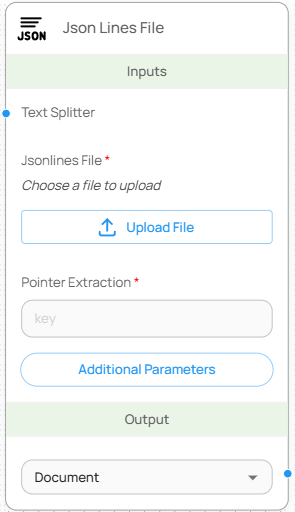 JSON
Json Lines File
Inputs
Text Splitter
Jsonlines File *
Choose a file to upload
Upload File
Pointer Extraction *
key
Additional Parameters
Output
Document